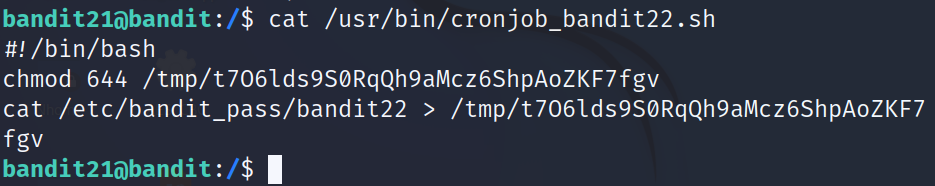 bandit21@bandit:/$ cat /usr/bin/cronjob_bandit22.sh
#!/bin/bash
chmod 644 /tmp/t7O6lds9S0RqQh9aMcz6ShpAoZKF7fgv
cat /etc/bandit_pass/bandit22 > /tmp/t7O6lds9S0RqQh9aMcz6ShpAoZKF7
fgv
bandit21@bandit:/$